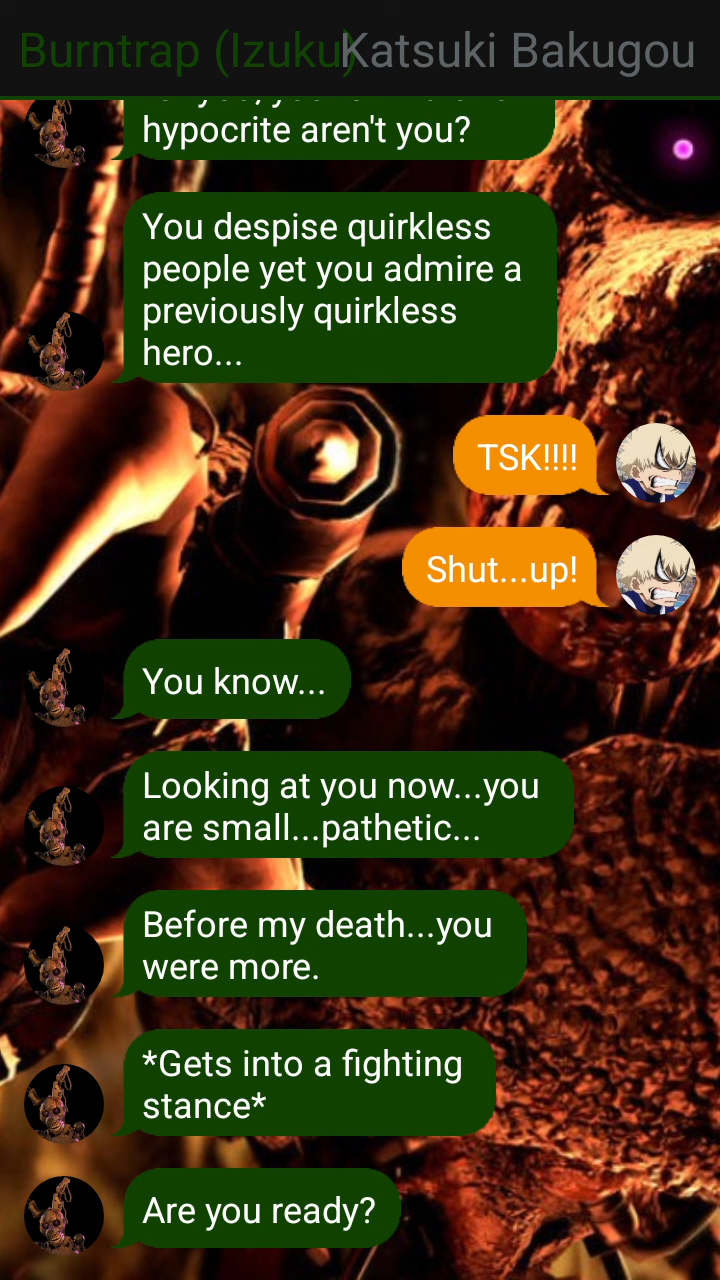 Burntrap (Izuku)
Katsuki Bakugou
hypocrite aren't you?
You despise quirkless
people yet you admire a
previously quirkless
hero...
TSK!!!!
Shut...up!
You know...
Looking at you now...you
are small...pathetic...
Before my death...you
were more.
*Gets into a fighting
stance*
Are you ready?